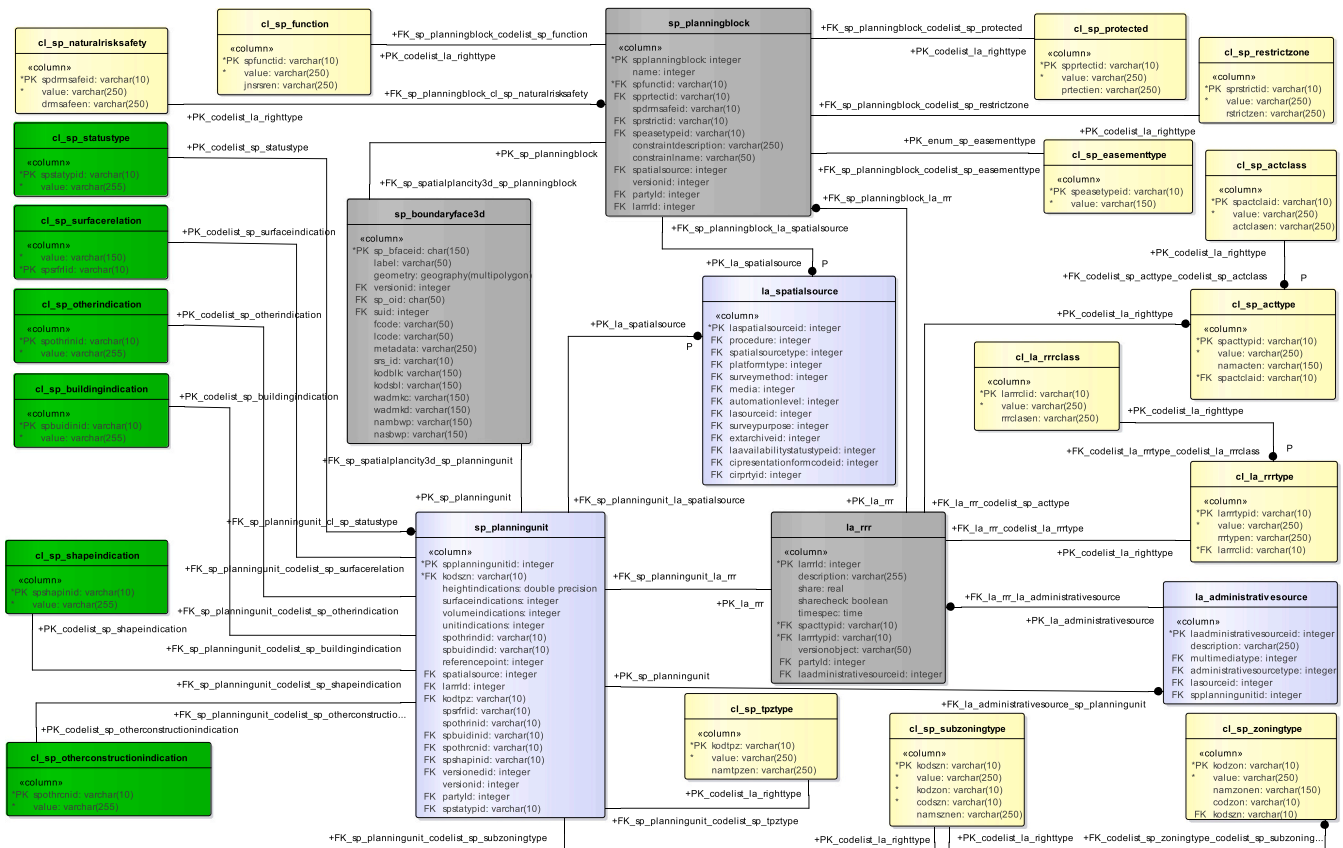 cl_sp_naturalrisksafety
«column»
*PK spdrmsafeid: varchar(10)
* value: varchar(250)
drmsafeen: varchar(250)
cl_sp_function
«column»
*PK spfunctid: varchar(10)
* value: varchar(250)
jnsrsren: varchar(250)
+FK_sp_planningblock_codelist_sp_function
+PK_codelist_la_righttype
+FK_sp_planningblock_cl_sp_naturalrisksafety
+PK_codelist_la_righttype
sp_planningblock
«column»
*PK spplanningblock: integer
name: integer
*FK spfunctid: varchar(10)
FK spprtectid: varchar(10)
spdrmsafeid: varchar(10)
FK sprstrictid: varchar(10)
FK speasetypeid: varchar(10)
constraintdescription: varchar(250)
constrainlname: varchar(50)
FK spatialsource: integer
versionid: integer
FK partyId: integer
FK larrrId: integer
+FK_sp_planningblock_codelist_sp_protected
+PK_codelist_la_righttype
cl_sp_protected
«column»
*PK spprtectid: varchar(10)
* value: varchar(250)
prtectien: varchar(250)
cl_sp_restrictzone
«column»
*PK sprstrictid: varchar(10)
* value: varchar(250)
rstrictzen: varchar(250)
+FK_sp_planningblock_codelist_sp_restrictzone
+PK_codelist_la_righttype
+PK_enum_sp_easementtype
+FK_sp_planningblock_codelist_sp_easementtype
cl_sp_easementtype
«column»
*PK speasetypeid: varchar(10)
* value: varchar(150)
cl_sp_actclass
«column»
*PK spactclaid: varchar(10)
* value: varchar(250)
actclasen: varchar(250)
cl_sp_statustype
«column»
*PK spstatypid: varchar(10)
* value: varchar(255)
+PK_codelist_sp_statustype
+PK_sp_planningblock
+FK_sp_spatialplancity3d_sp_planningblock
cl_sp_surfacerelation
«column»
* value: varchar(150)
*PK spsrfrlid: varchar(10)
+PK_codelist_sp_surfaceindication
sp_boundaryface3d
«column»
*PK sp_bfaceid: char(150)
label: varchar(50)
geometry: geography(multipolygon)
FK versionid: integer
FK sp_oid: char(50)
FK suid: integer
fcode: varchar(50)
lcode: varchar(50)
metadata: varchar(250)
srs_id: varchar(10)
kodblk: varchar(150)
kodsbl: varchar(150)
wadmkc: varchar(150)
wadmkd: varchar(150)
nambwp: varchar(150)
nasbwp: varchar(150)
+FK_sp_planningblock_la_rrr
+FK_sp_planningblock_la_spatialsource
+PK_la_spatialsource
P
+PK_codelist_la_righttype
+FK_codelist_sp_acttype_codelist_sp_actclass
P
cl_sp_otherindication
«column»
*PK spothrinid: varchar(10)
* value: varchar(255)
+PK_codelist_sp_otherindication
la_spatialsource
«column»
*PK laspatialsourceid: integer
FK procedure: integer
FK spatialsourcetype: integer
FK platformtype: integer
FK surveymethod: integer
FK media: integer
FK automationlevel: integer
FK lasourceid: integer
FK surveypurpose: integer
FK extarchiveid: integer
FK laavailabilitystatustypeid: integer
FK cipresentationformcodeid: integer
FK cirprtyid: integer
+PK_la_spatialsource
P
cl_sp_acttype
«column»
*PK spacttypid: varchar(10)
* value: varchar(250)
namacten: varchar(150)
*FK spactclaid: varchar(10)
+PK_codelist_la_righttype
cl_la_rrrclass
«column»
*PK larrrclid: varchar(10)
* value: varchar(250)
rrrclasen: varchar(250)
+PK_codelist_la_righttype
+FK_codelist_la_rrrtype_codelist_la_rrrclass
P
cl_sp_buildingindication
«column»
*PK spbuidinid: varchar(10)
* value: varchar(255)
+PK_codelist_sp_buildingindication
+FK_sp_spatialplancity3d_sp_planningunit
+PK_sp_planningunit
+FK_sp_planningunit_la_spatialsource
+PK_la_rrr
+FK_la_rrr_codelist_sp_acttype
cl_la_rrrtype
«column»
*PK larrrtypid: varchar(10)
* value: varchar(250)
rrrtypen: varchar(250)
*FK larrrclid: varchar(10)
+FK_la_rrr_codelist_la_rrrtype
+PK_codelist_la_righttype
+FK_sp_planningunit_cl_sp_statustype
sp_planningunit
«column»
*PK spplanningunitid: integer
*FK kodszn: varchar(10)
heightindications: double precision
surfaceindications: integer
volumeindications: integer
unitindications: integer
spothrindid: varchar(10)
spbuidindid: varchar(10)
referencepoint: integer
FK spatialsource: integer
FK larrrId: integer
FK kodtpz: varchar(10)
spsrfrlid: varchar(10)
spothrinid: varchar(10)
FK spbuidinid: varchar(10)
FK spothrcnid: varchar(10)
FK spshapinid: varchar(10)
FK versionedid: integer
versionid: integer
FK partyId: integer
FK spstatypid: varchar(10)
la_rrr
«column»
*PK larrrId: integer
description: varchar(255)
share: real
sharecheck: boolean
timespec: time
*FK spacttypid: varchar(10)
*FK larrrtypid: varchar(10)
versionobject: varchar(50)
FK partyId: integer
FK laadministrativesourceid: integer
+FK_sp_planningunit_la_rrr
+PK_la_rrr
+FK_la_rrr_la_administrativesource
+PK_la_administrativesource
la_administrativesource
«column»
*PK laadministrativesourceid: integer
description: varchar(250)
FK multimediatype: integer
FK administrativesourcetype: integer
FK lasourceid: integer
FK spplanningunitid: integer
cl_sp_shapeindication
«column»
*PK spshapinid: varchar(10)
* value: varchar(255)
+FK_sp_planningunit_codelist_sp_surfacerelation
+FK_sp_planningunit_codelist_sp_otherindication
+PK_codelist_sp_shapeindication
+FK_sp_planningunit_codelist_sp_buildingindication
+FK_sp_planningunit_codelist_sp_shapeindication
+PK_sp_planningunit
+FK_la_administrativesource_sp_planningunit
+FK_sp_planningunit_codelist_sp_otherconstructio...
+PK_codelist_sp_otherconstructionindication
cl_sp_otherconstructionindication
«column»
*PK spothrcnid: varchar(10)
* value: varchar(255)
cl_sp_tpztype
«column»
*PK kodtpz: varchar(10)
* value: varchar(250)
namtpzen: varchar(250)
+PK_codelist_la_righttype
+FK_sp_planningunit_codelist_sp_tpztype
cl_sp_subzoningtype
«column»
*PK kodszn: varchar(10)
* value: varchar(250)
* kodzon: varchar(10)
* codszn: varchar(10)
namsznen: varchar(250)
cl_sp_zoningtype
«column»
*PK kodzon: varchar(10)
* value: varchar(250)
namzonen: varchar(150)
codzon: varchar(10)
FK kodszn: varchar(10)
+FK_sp_planningunit_codelist_sp_subzoningtype
+PK_codelist_la_righttype
+PK_codelist_la_righttype
+FK_codelist_sp_zoningtype_codelist_sp_subzoning...